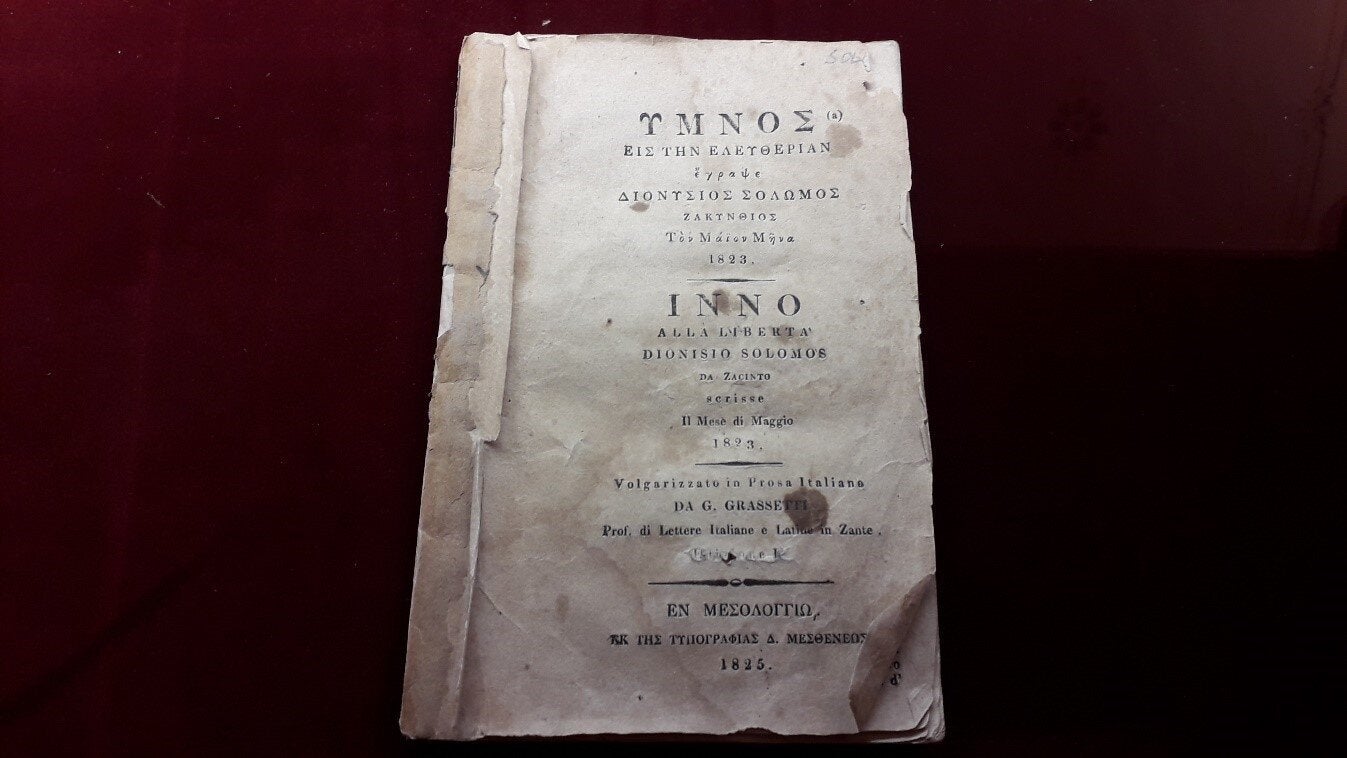 ΥΜΝΟΣ (a)
ΕΙΣ ΤΗΝ ΕΛΕΥΘΕΡΙΑΝ
ἔγραψε
ΔΙΟΝΥΣΙΟΣ ΣΟΛΩΜΟΣ
ΖΑΚΥΝΘΙΟΣ
Τὸν Μάϊον Μῆνα
1823.
INNO
ALLA LIBERTA'
DIONISIO SOLOMOS
DA ZACINTO
scrisse
Il Mese di Maggio
1823.
Volgarizzato in Prosa Italiana
DA G. GRASSETTI
Prof. di Lettere Italiane e Latine in Zante.
ΕΝ ΜΕΣΟΛΟΓΓΙῼ,
ΕΚ ΤΗΣ ΤΥΠΟΓΡΑΦΙΑΣ Δ. ΜΕΣΘΕΝΕΩΣ
1825.